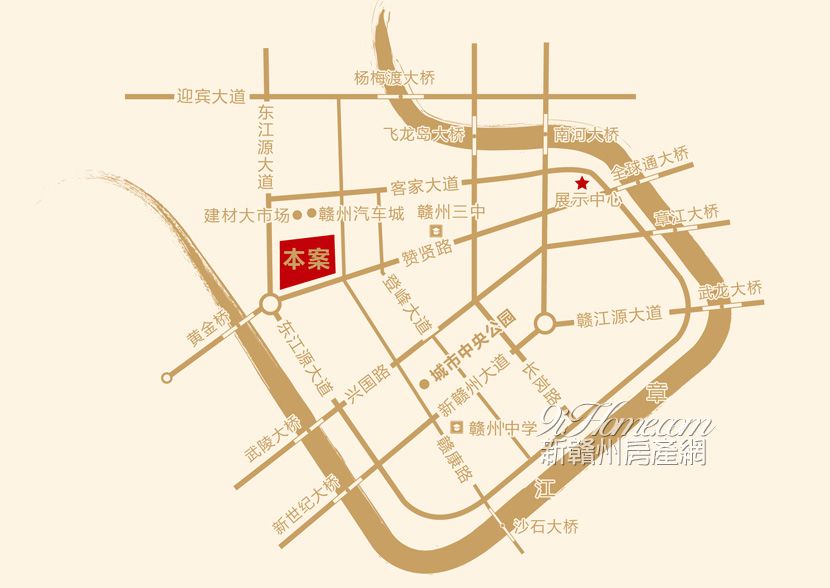 杨梅渡大桥
迎宾大道
东江源大道
飞龙岛大桥
南河大桥
全球通大桥
客家大道
展示中心
建材大市场
赣州汽车城
赣州三中
章江大桥
本案
赞贤路
登峰大道
武龙大桥
黄金桥
东江源大道
赣江源大道
城市中央公园
兴国路
新赣州大道
长岗路
章
江
武陵大桥
赣州中学
赣康路
新世纪大桥
沙石大桥
9iHome.com
新贛州房產網